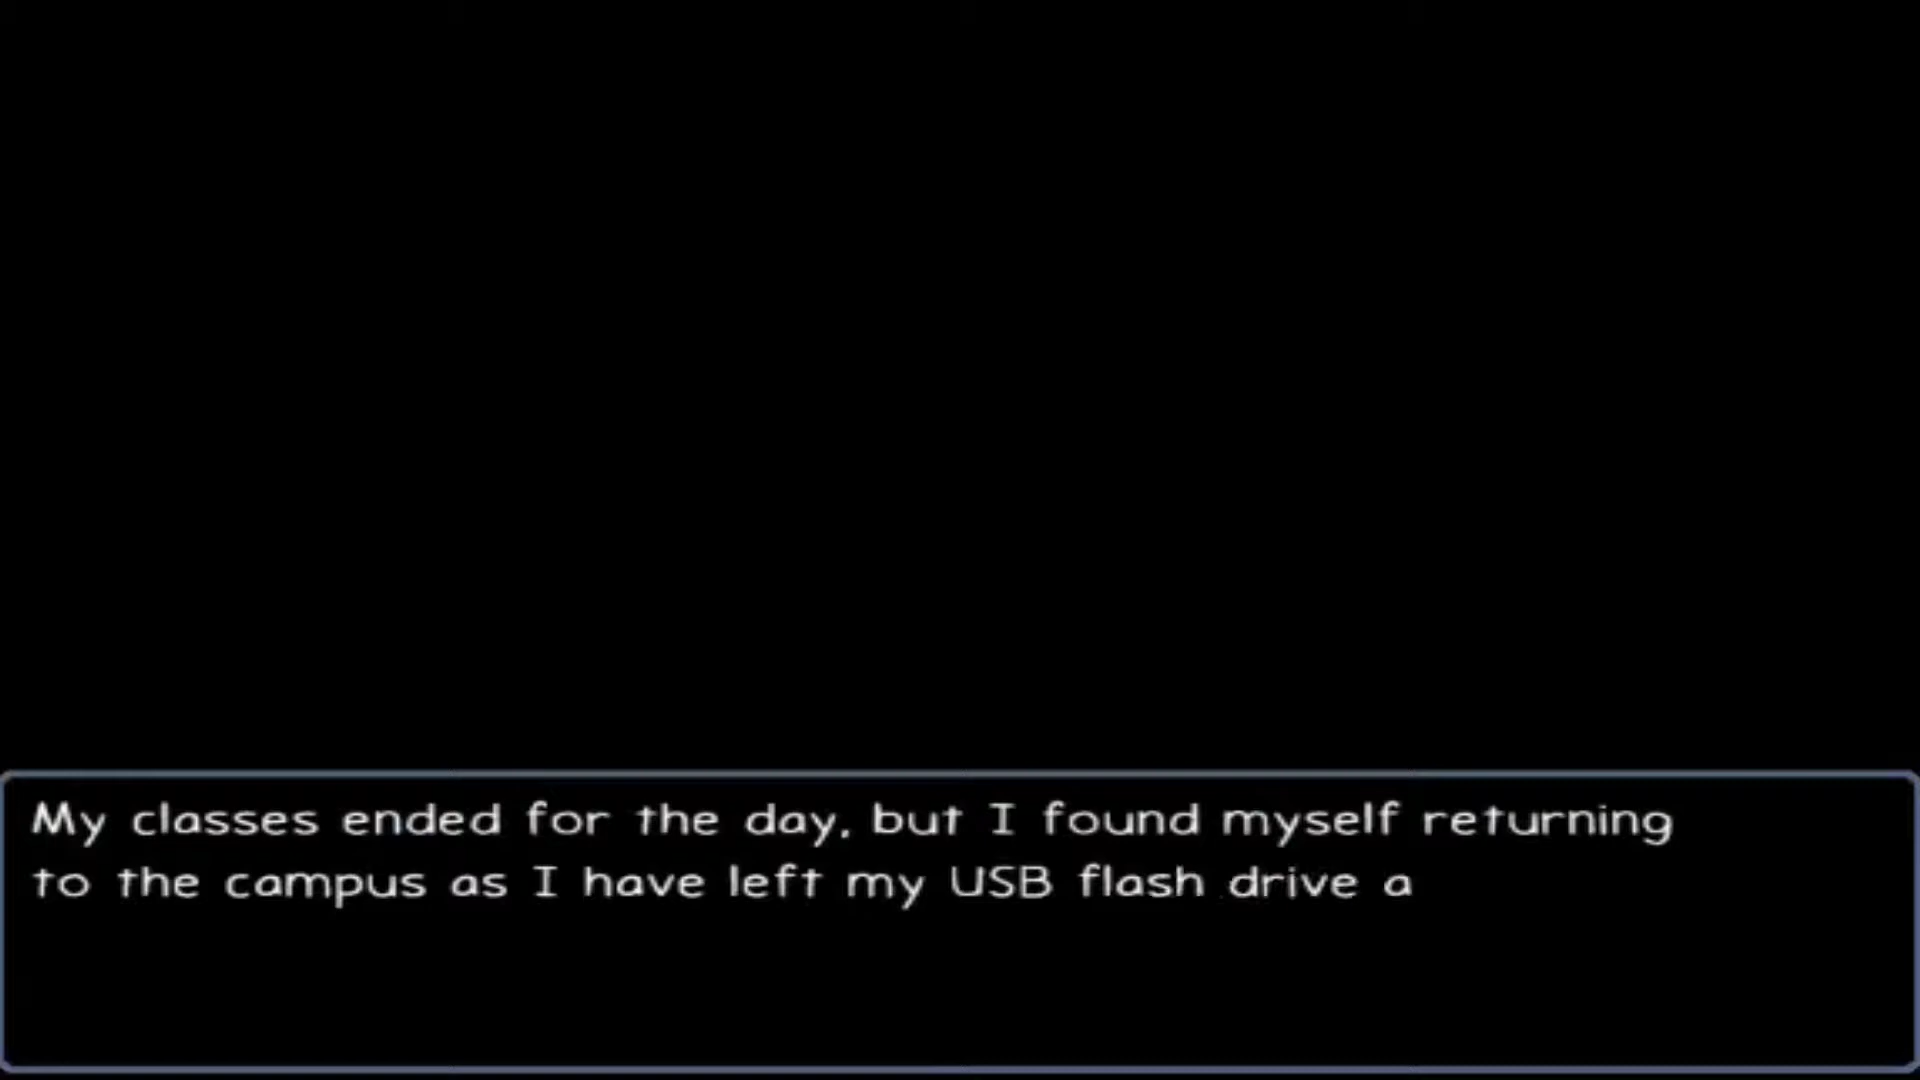 My classes ended for the day, but I found myself returning
to the campus as I have left my USB flash drive a